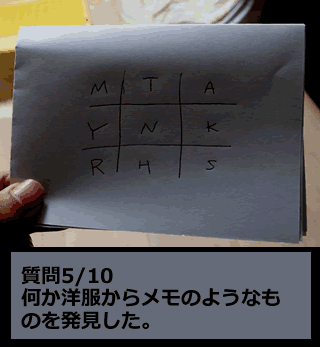 M T A
Y N K
R H S
質問5/10
何か洋服からメモのようなも
のを発見した。